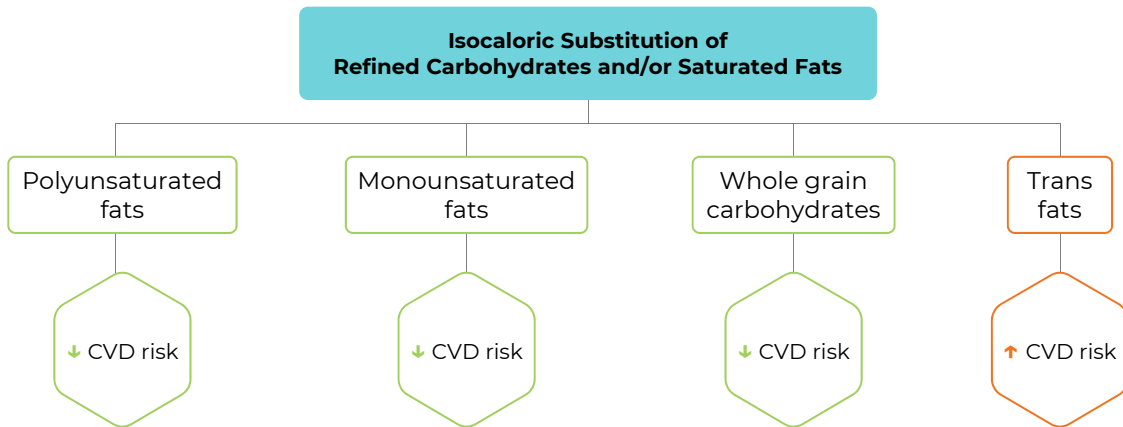 Isocaloric Substitution of
Refined Carbohydrates and/or Saturated Fats
Polyunsaturated
fats
Monounsaturated
fats
Whole grain
carbohydrates
Trans
fats
↓ CVD risk
↓ CVD risk
↓ CVD risk
↑ CVD risk